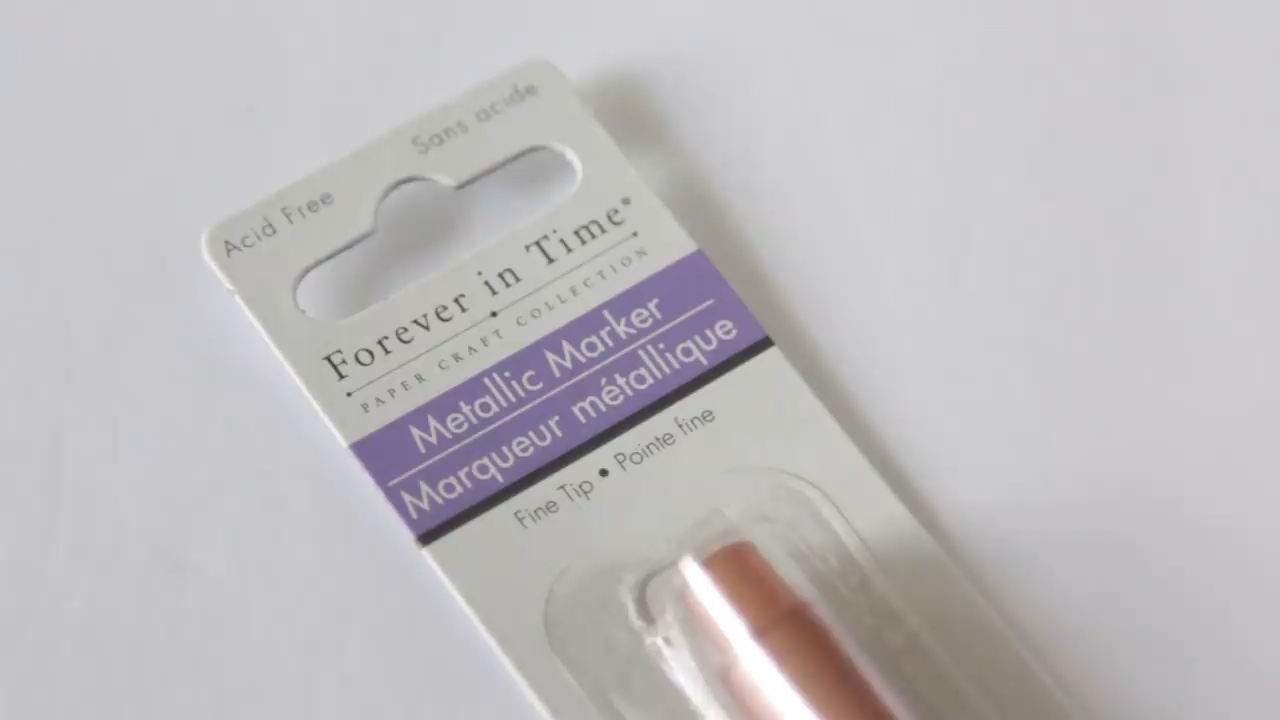 Acid Free Sans acide
Forever in Time®
PAPER CRAFT COLLECTION
Metallic Marker
Marqueur métallique
Fine Tip • Pointe fine